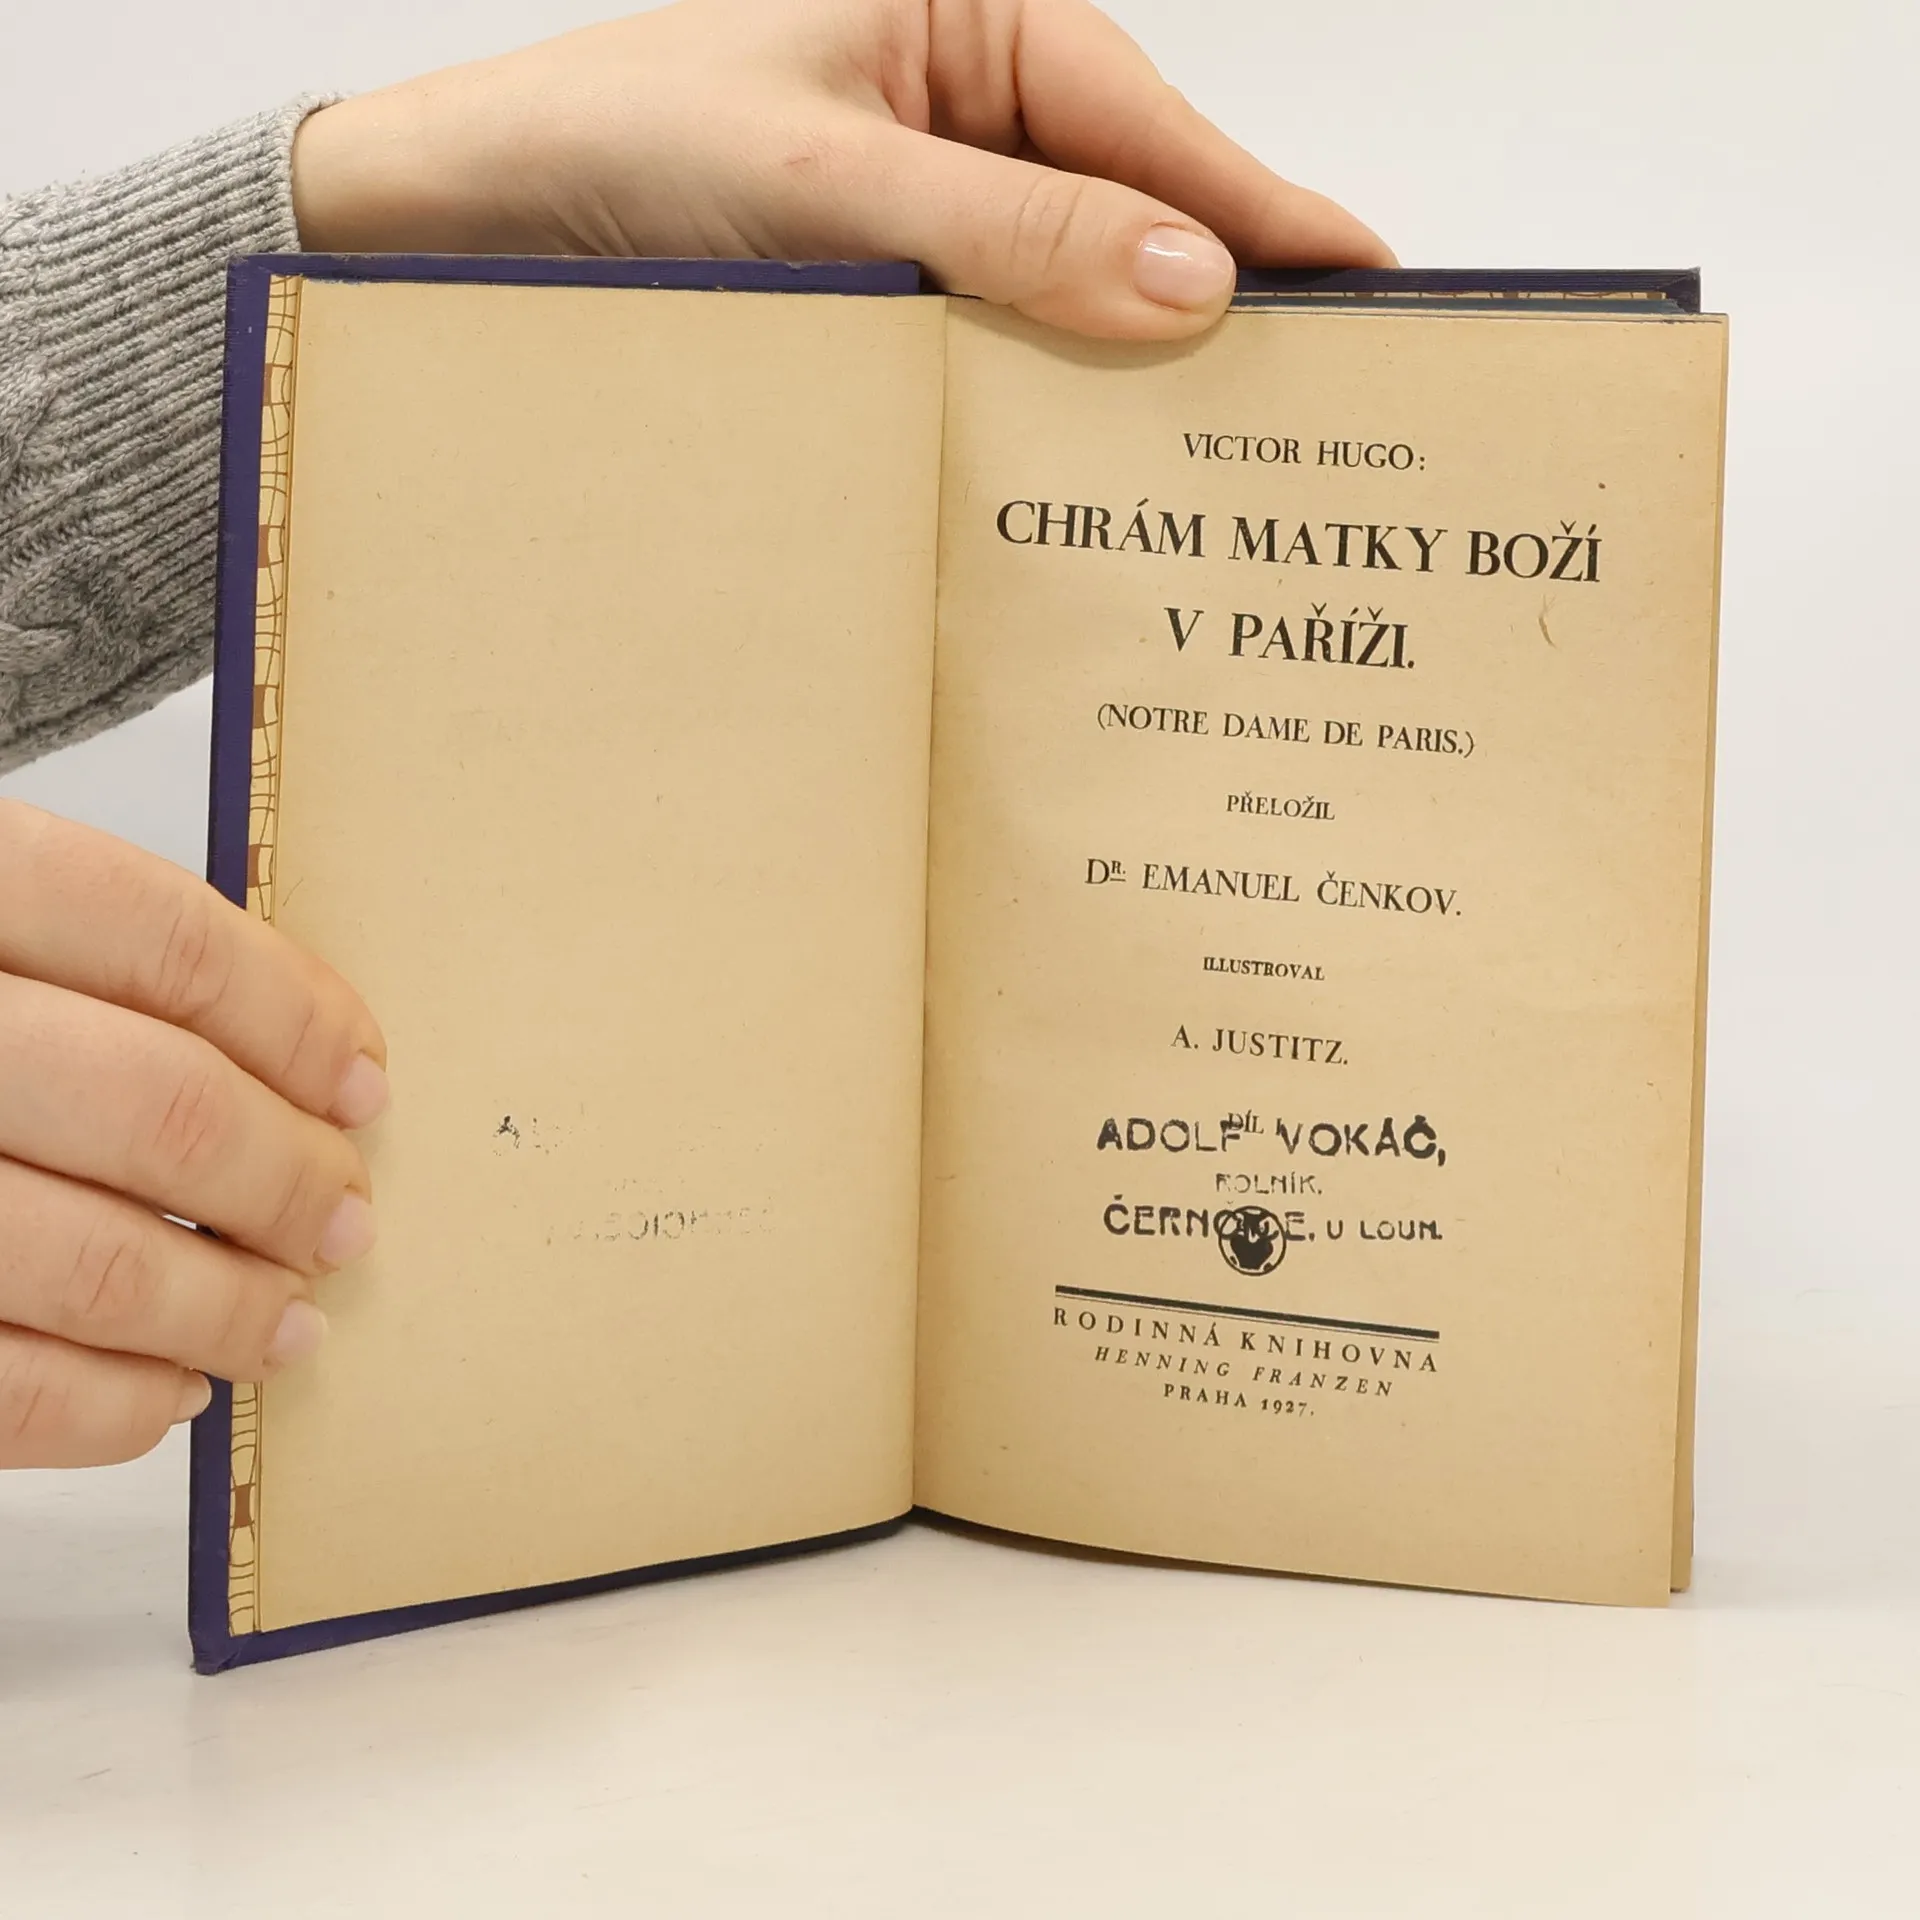 VICTOR HUGO:
CHRÁM MATKY BOŽÍ
V PAŘÍŽI.
(NOTRE DAME DE PARIS.)
PŘELOŽIL
DR. EMANUEL ČENKOV.
ILLUSTROVAL
A. JUSTITZ.
DÍL I.
ADOLF VOKÁČ,
ROLNÍK.
U LOUN.
RODINNÁ KNIHOVNA
HENNING FRANZEN
PRAHA 1927.